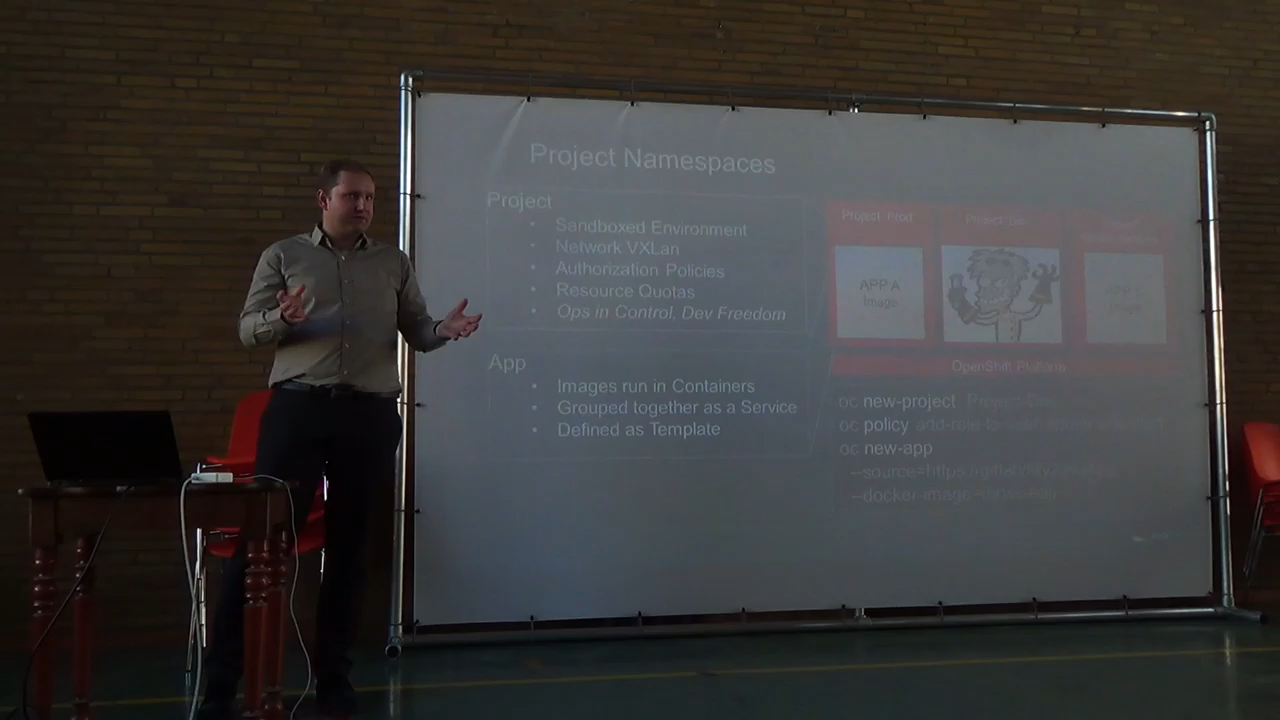 Project Namespaces
Project
• Sandboxed Environment
• Network VXLan
• Authorization Policies
• Resource Quotas
• Ops in Control, Dev Freedom
App
• Images run in Containers
• Grouped together as a Service
• Defined as Template
Project Prod
Project
APP A
Image
OpenShift Platform
oc new-project
oc policy
oc new-app